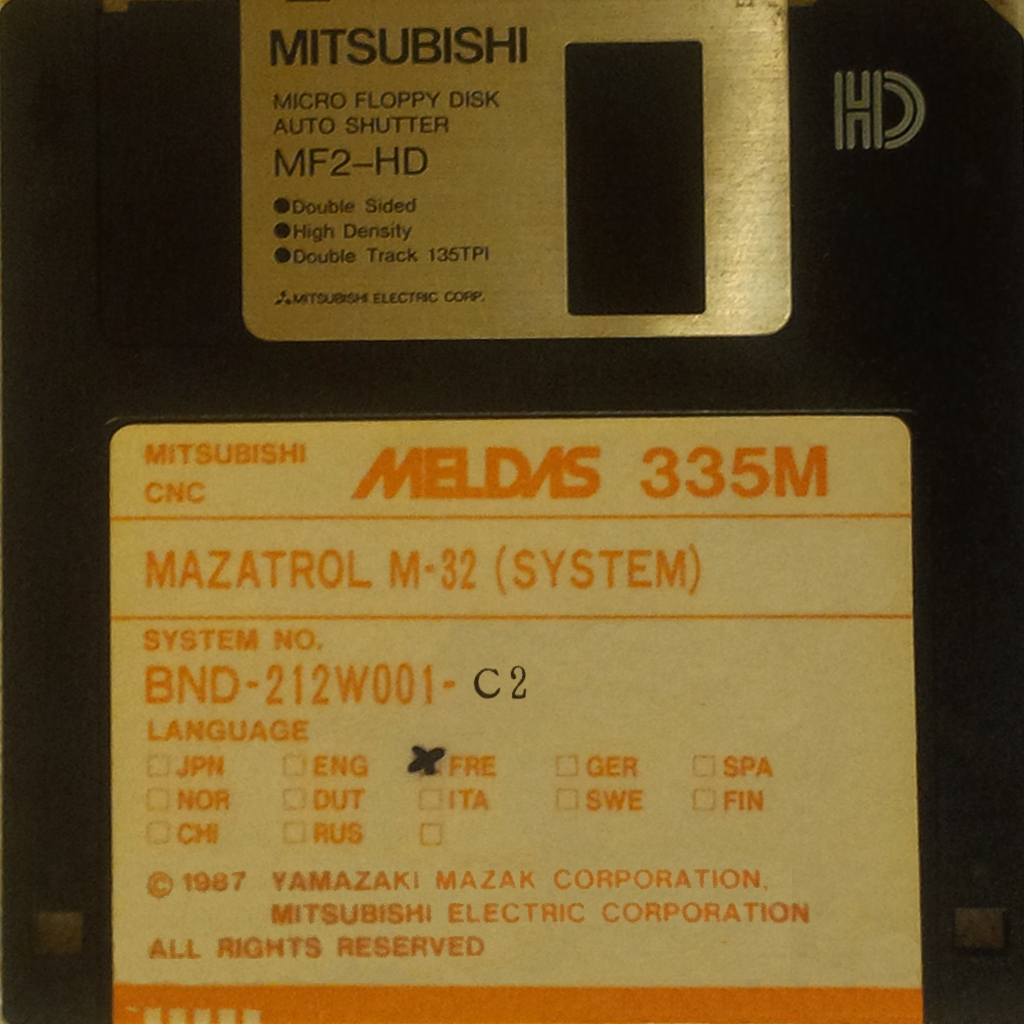 MITSUBISHI
MICRO FLOPPY DISK
AUTO SHUTTER
MF2-HD
●Double Sided
●High Density
●Double Track 135TPI
MITSUBISHI ELECTRIC CORP.
HD
MITSUBISHI
CNC
MELDAS 335M
MAZATROL M-32 (SYSTEM)
SYSTEM NO.
BND-212W001- C2
LANGUAGE
□JPN □ENG ✖FRE □GER □SPA
□NOR □DUT □ITA □SWE □FIN
□CHI □RUS □
© 1987 YAMAZAKI MAZAK CORPORATION,
MITSUBISHI ELECTRIC CORPORATION
ALL RIGHTS RESERVED